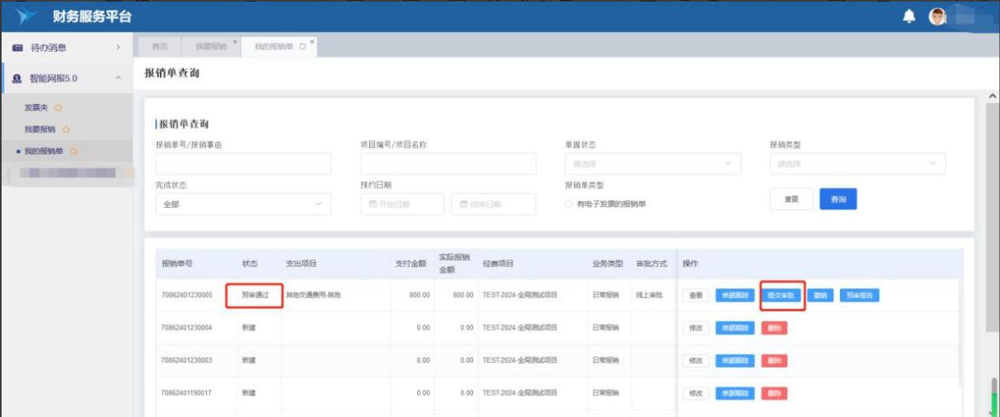 财务服务平台
待办消息
首页 我要报销 × 我的报销单 ×
智能网报5.0
报销单查询
发票夹
我要报销
我的报销单
报销单查询
报销单号/报销事由 项目编号/项目名称 单据状态 报销类型
请选择 请选择
完成状态 预约日期 报销单类型
全部 开始日期 结束日期 有电子发票的报销单 重置 查询
报销单号 状态 支出项目 支付金额 实际报销金额 经费项目 业务类型 审批方式 操作
70862401230005 预审通过 其他交通费用-其他 800.00 800.00 TEST-2024-全局测试项目 日常报销 线上审批 查看 单据跟踪 提交审批 撤销 预审报告
70862401230004 新建 0.00 0.00 TEST-2024-全局测试项目 日常报销 修改 单据跟踪 删除
70862401230003 新建 0.00 0.00 TEST-2024-全局测试项目 日常报销 修改 单据跟踪 删除
70862401190017 新建 0.00 0.00 TEST-2024-全局测试项目 日常报销 修改 单据跟踪 删除